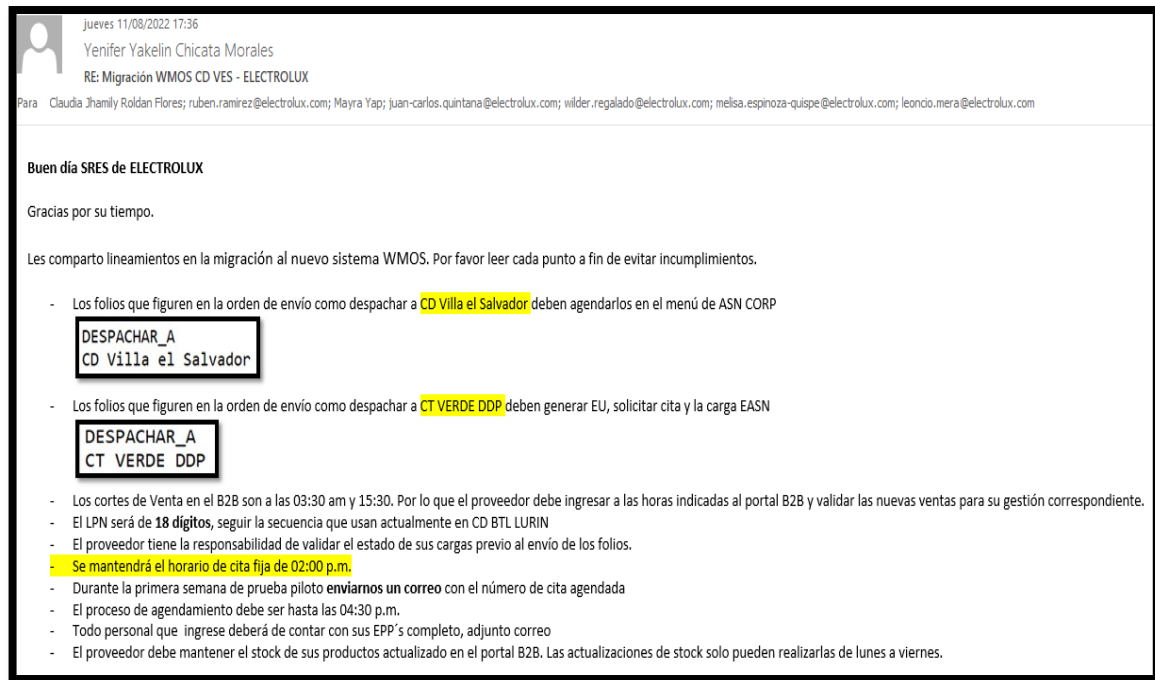 jueves 11/08/2022 17:36
Yenifer Yakelin Chicata Morales
RE: Migración WMOS CD VES - ELECTROLUX
Para Claudia Jhamily Roldan Flores; ruben.ramirez@electrolux.com; Mayra Yap; juan-carlos.quintana@electrolux.com; wilder.regalado@electrolux.com; melisa.espinoza-quispe@electrolux.com; leoncio.mera@electrolux.com
Buen día SRES de ELECTROLUX
Gracias por su tiempo.
Les comparto lineamientos en la migración al nuevo sistema WMOS. Por favor leer cada punto a fin de evitar incumplimientos.
- Los folios que figuren en la orden de envío como despachar a CD Villa el Salvador deben agendarlos en el menú de ASN CORP
DESPACHAR_A
CD Villa el Salvador
- Los folios que figuren en la orden de envío como despachar a CT VERDE DDP deben generar EU, solicitar cita y la carga EASN
DESPACHAR_A
CT VERDE DDP
- Los cortes de Venta en el B2B son a las 03:30 am y 15:30. Por lo que el proveedor debe ingresar a las horas indicadas al portal B2B y validar las nuevas ventas para su gestión correspondiente.
- El LPN será de 18 dígitos, seguir la secuencia que usan actualmente en CD BTL LURIN
- El proveedor tiene la responsabilidad de validar el estado de sus cargas previo al envío de los folios.
- Se mantendrá el horario de cita fija de 02:00 p.m.
- Durante la primera semana de prueba piloto enviarnos un correo con el número de cita agendada
- El proceso de agendamiento debe ser hasta las 04:30 p.m.
- Todo personal que ingrese deberá de contar con sus EPP´s completo, adjunto correo
- El proveedor debe mantener el stock de sus productos actualizado en el portal B2B. Las actualizaciones de stock solo pueden realizarlas de lunes a viernes.